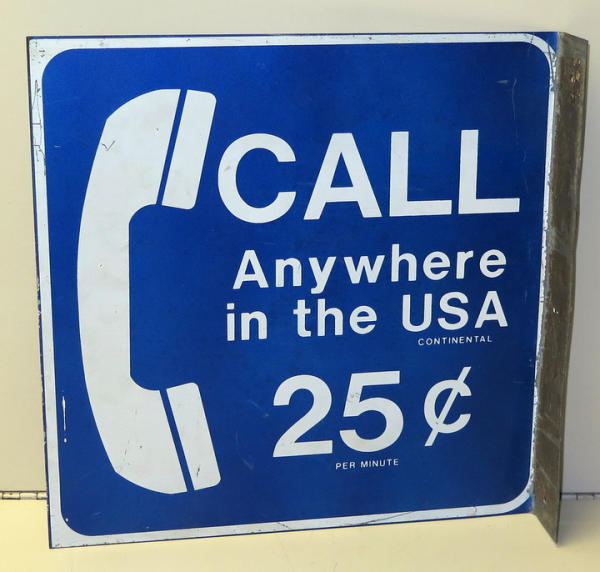 CALL
Anywhere
in the USA
CONTINENTAL
25¢
PER MINUTE